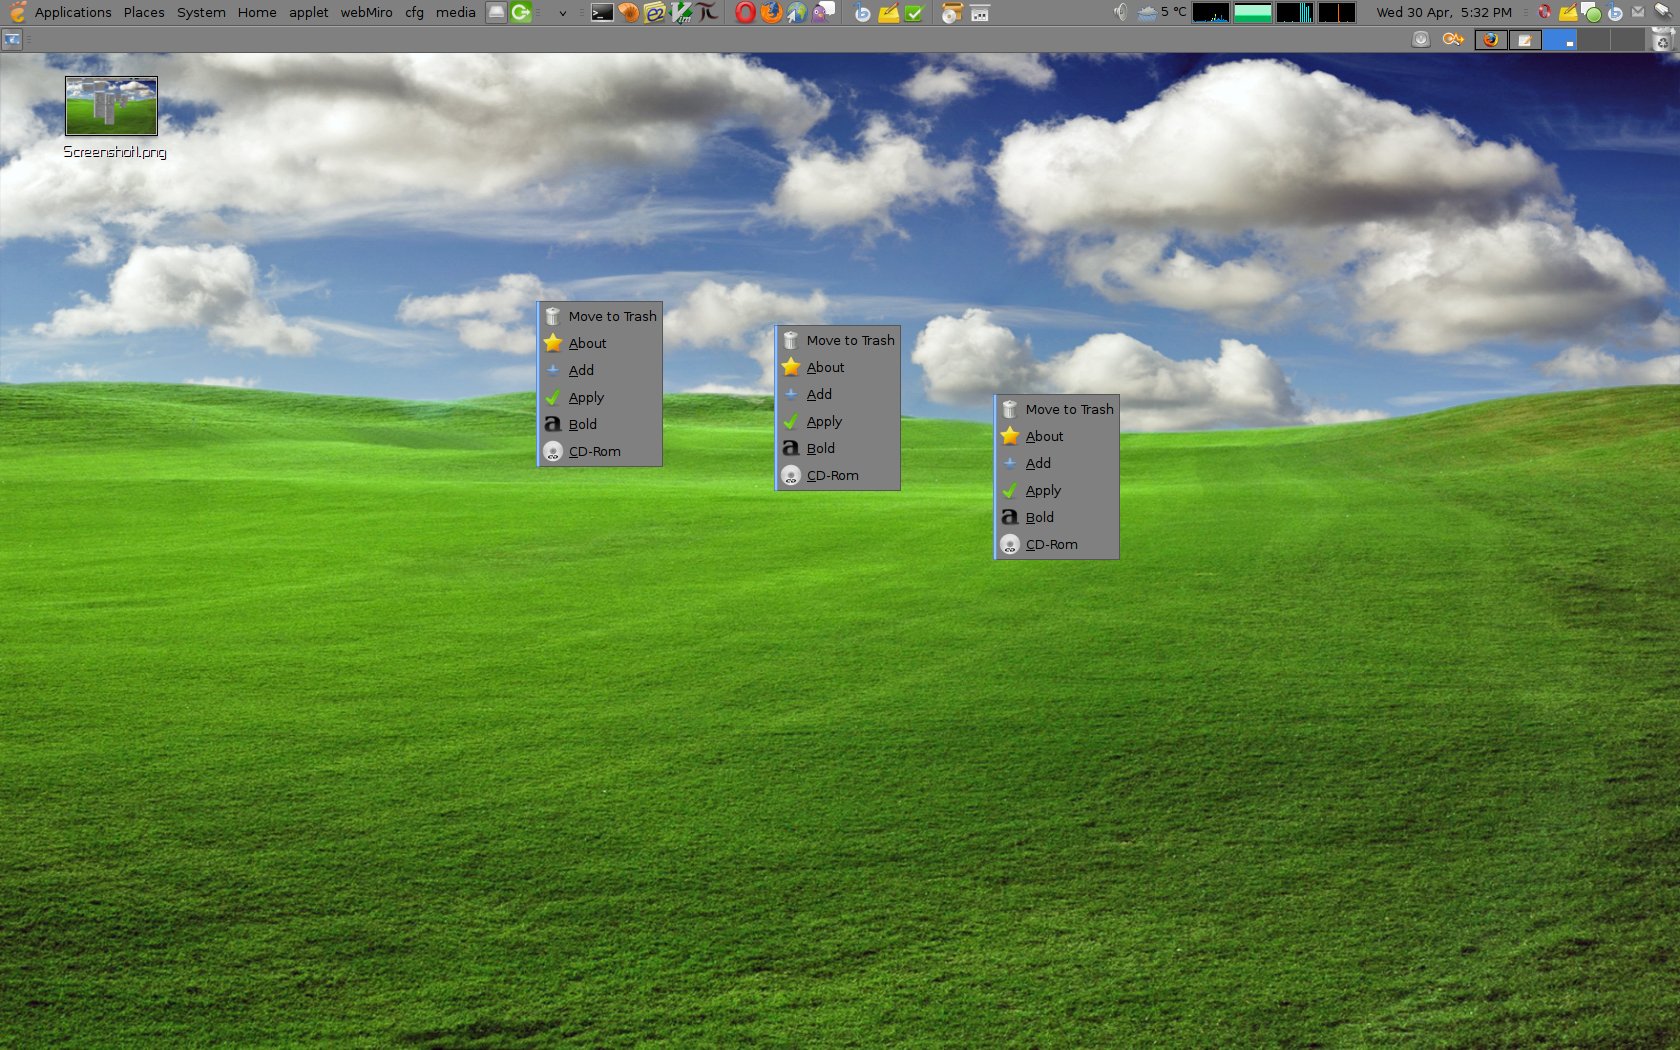 Applications Places System Home applet webMiro cfg media 5 °C Wed 30 Apr, 5:32 PM
Screenshot1.png
Move to Trash
About
Add
Apply
Bold
CD-Rom
Move to Trash
About
Add
Apply
Bold
CD-Rom
Move to Trash
About
Add
Apply
Bold
CD-Rom